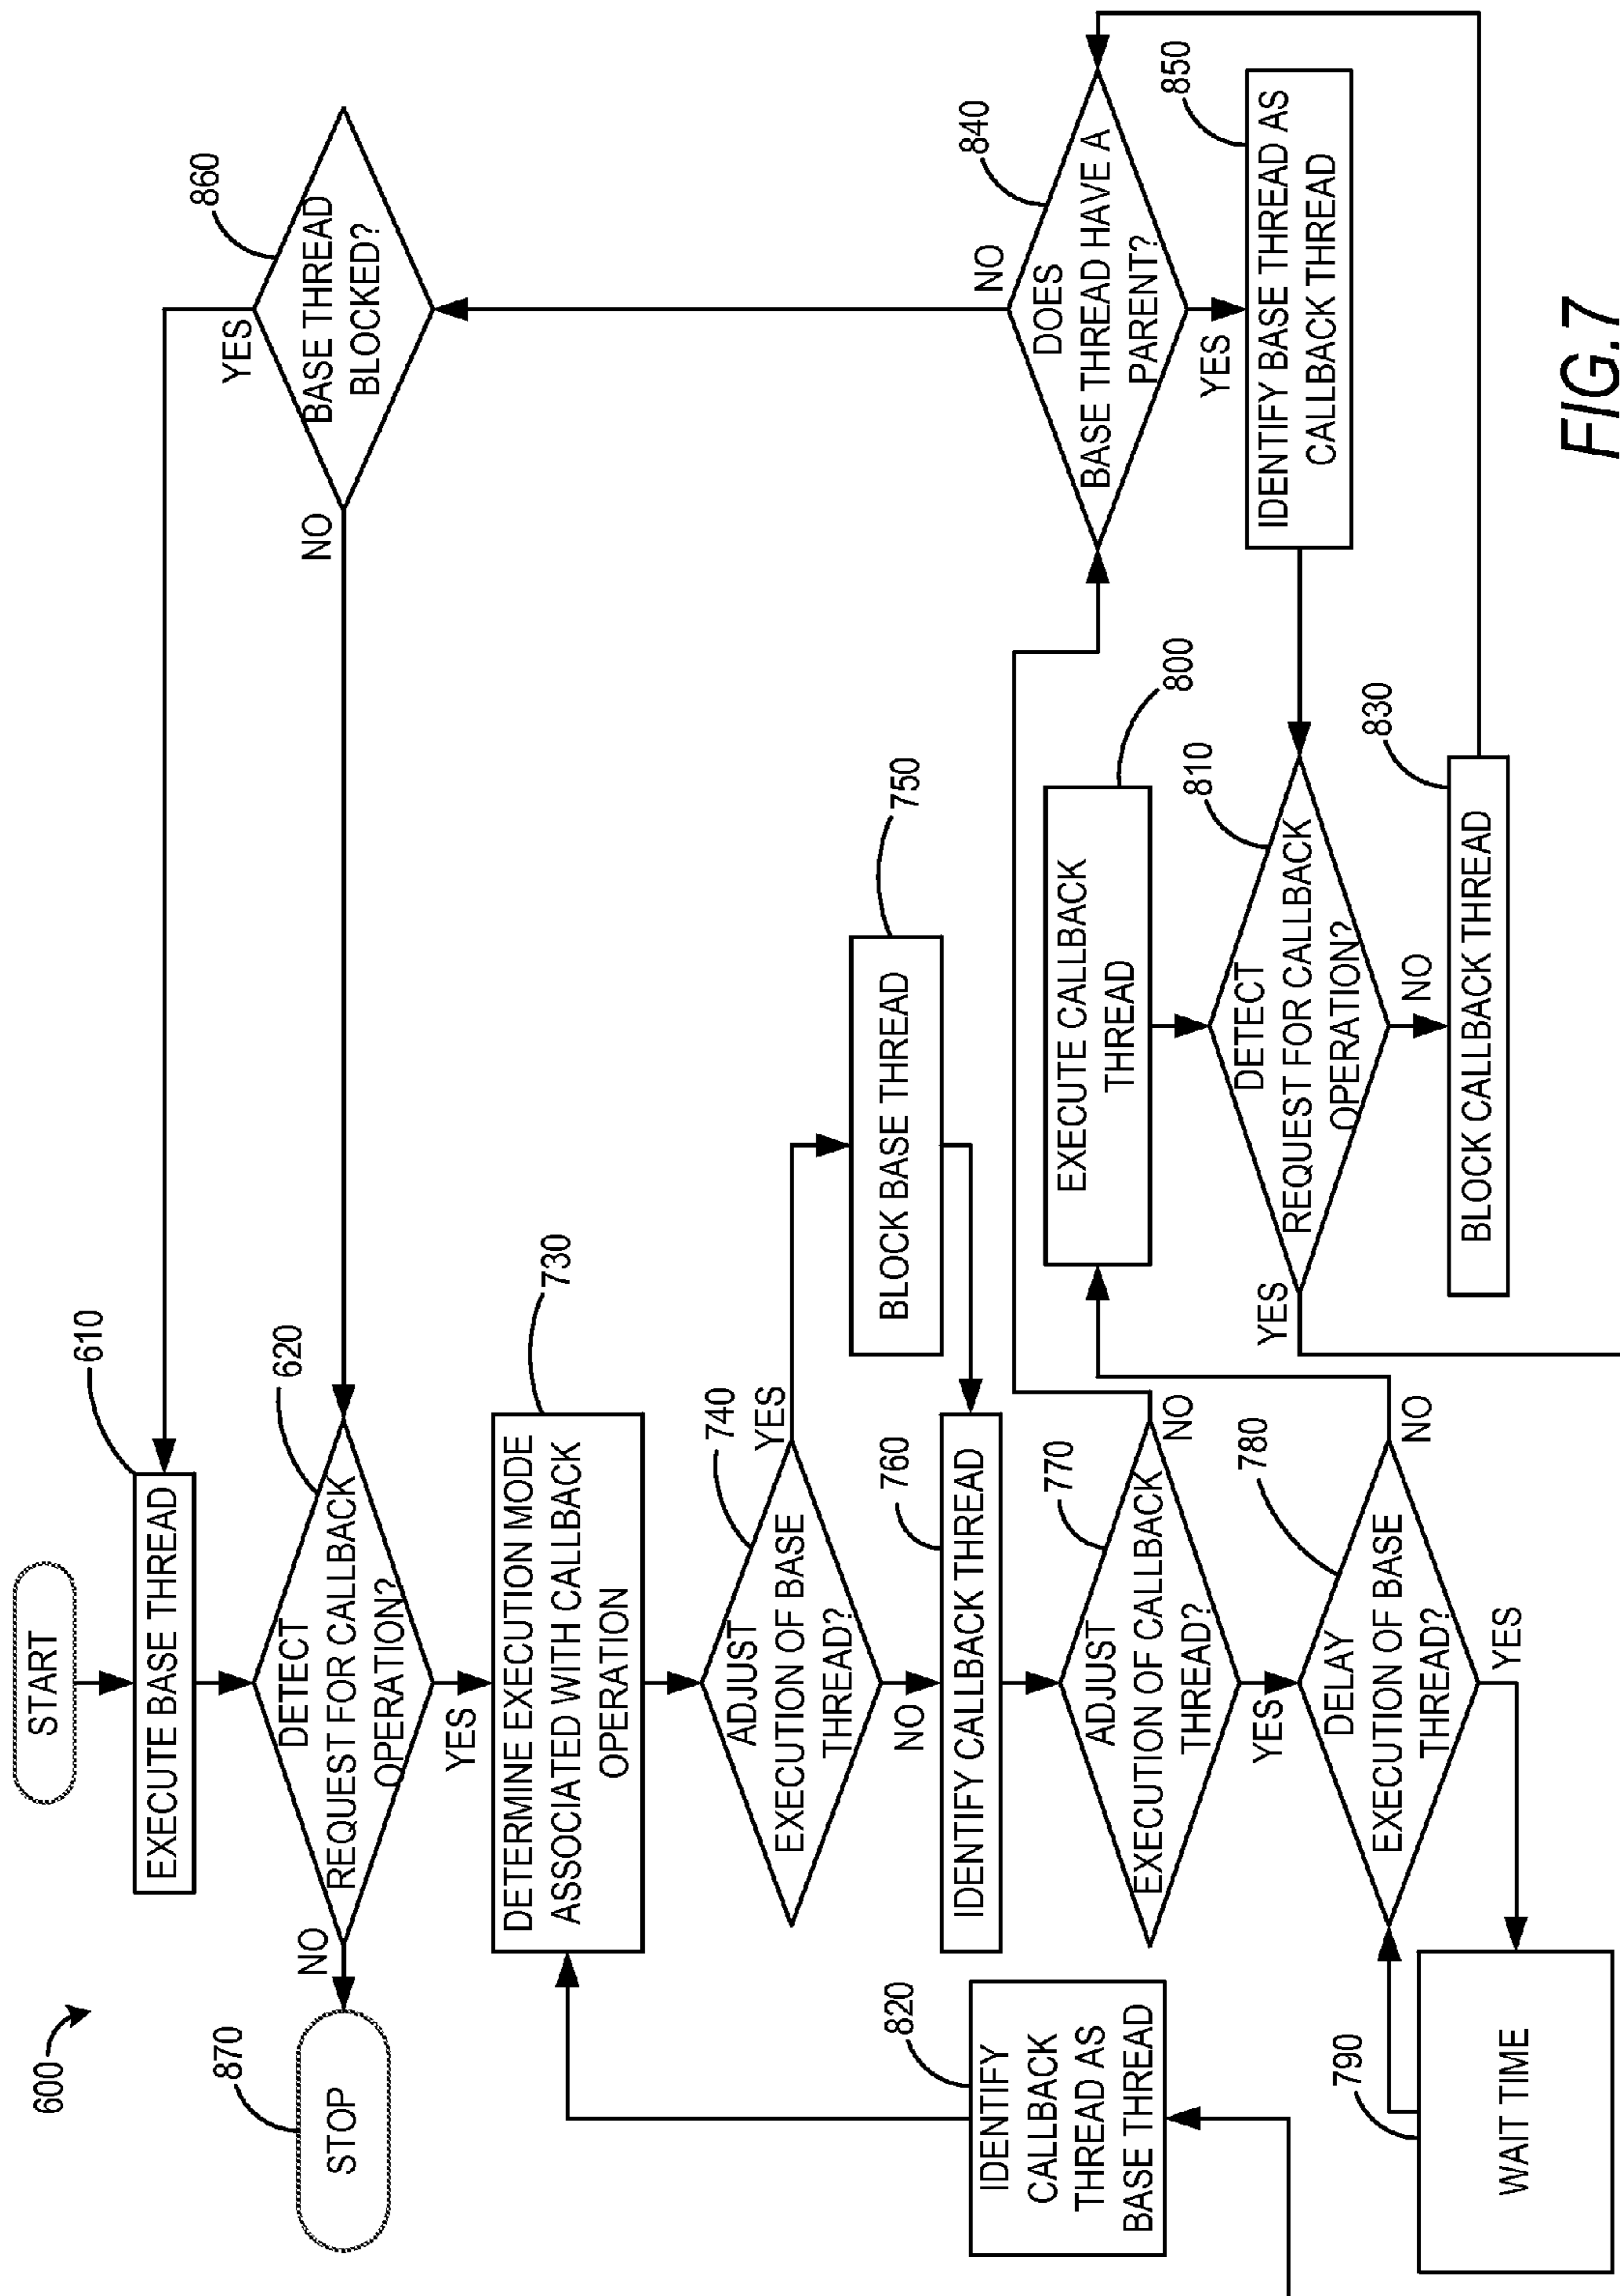 600
START
EXECUTE BASE THREAD
610
DETECT
REQUEST FOR CALLBACK
OPERATION?
620
NO
STOP
870
YES
DETERMINE EXECUTION MODE
ASSOCIATED WITH CALLBACK
OPERATION
730
ADJUST
EXECUTION OF BASE
THREAD?
740
YES
BLOCK BASE THREAD
750
NO
IDENTIFY CALLBACK THREAD
760
ADJUST
EXECUTION OF CALLBACK
THREAD?
770
NO
YES
DELAY
EXECUTION OF BASE
THREAD?
780
NO
YES
WAIT TIME
790
EXECUTE CALLBACK
THREAD
800
DETECT
REQUEST FOR CALLBACK
OPERATION?
810
YES
NO
IDENTIFY
CALLBACK
THREAD AS
BASE THREAD
820
BLOCK CALLBACK THREAD
830
DOES
BASE THREAD HAVE A
PARENT?
840
NO
YES
IDENTIFY BASE THREAD AS
CALLBACK THREAD
850
BASE THREAD
BLOCKED?
860
YES
NO
FIG.7